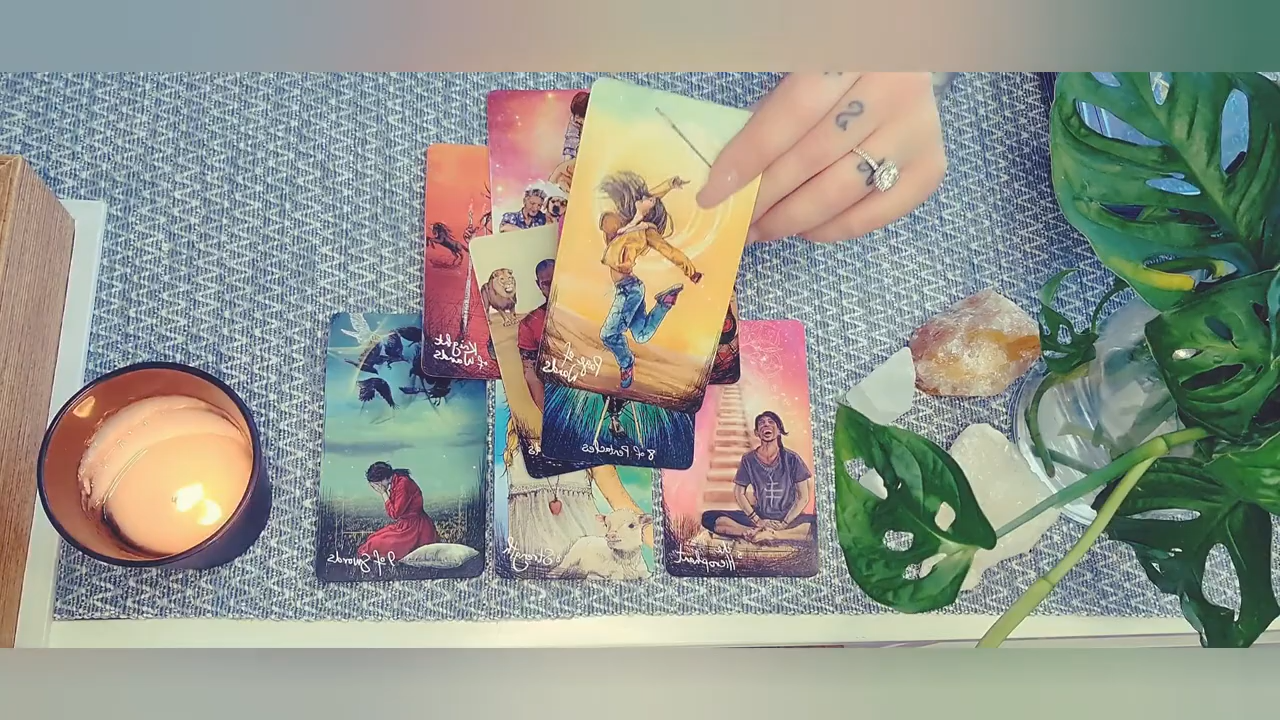 Knight
of Wands
Page of
Wands
8 of Pentacles
9 of Swords
Strength
the
Hierophant